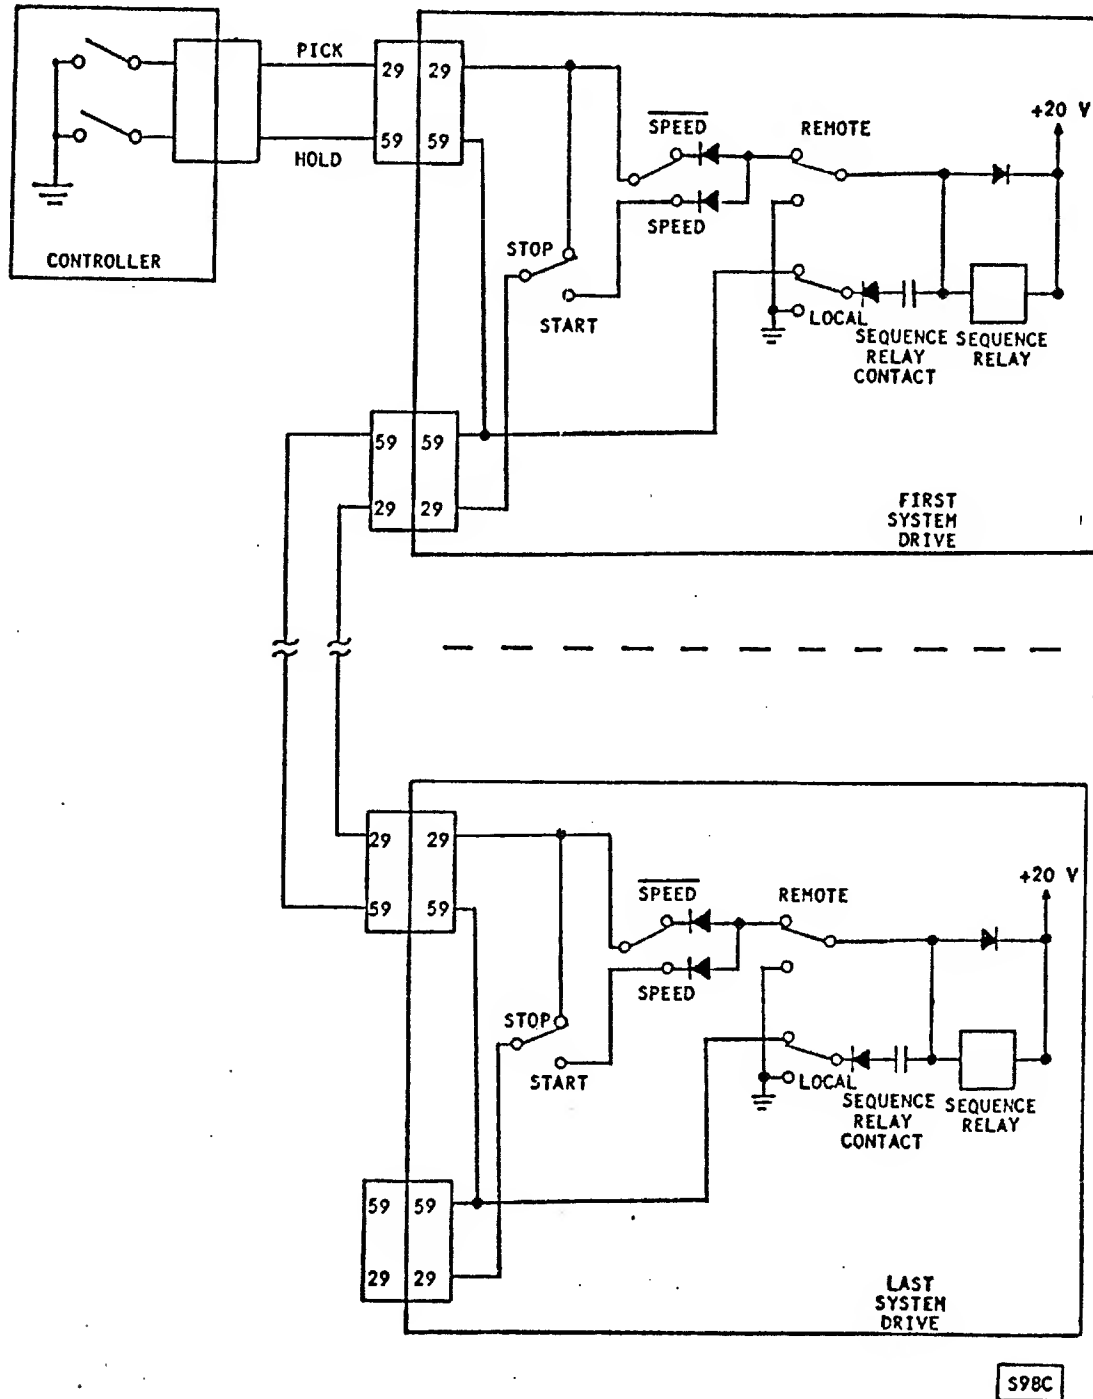 PICK
HOLD
CONTROLLER
29 29
59 59
SPEED
SPEED
REMOTE
+20 V
STOP
START
LOCAL
SEQUENCE
RELAY
CONTACT
SEQUENCE
RELAY
59 59
29 29
FIRST
SYSTEM
DRIVE
29 29
59 59
SPEED
SPEED
REMOTE
+20 V
STOP
START
LOCAL
SEQUENCE
RELAY
CONTACT
SEQUENCE
RELAY
59 59
29 29
LAST
SYSTEM
DRIVE
S98C